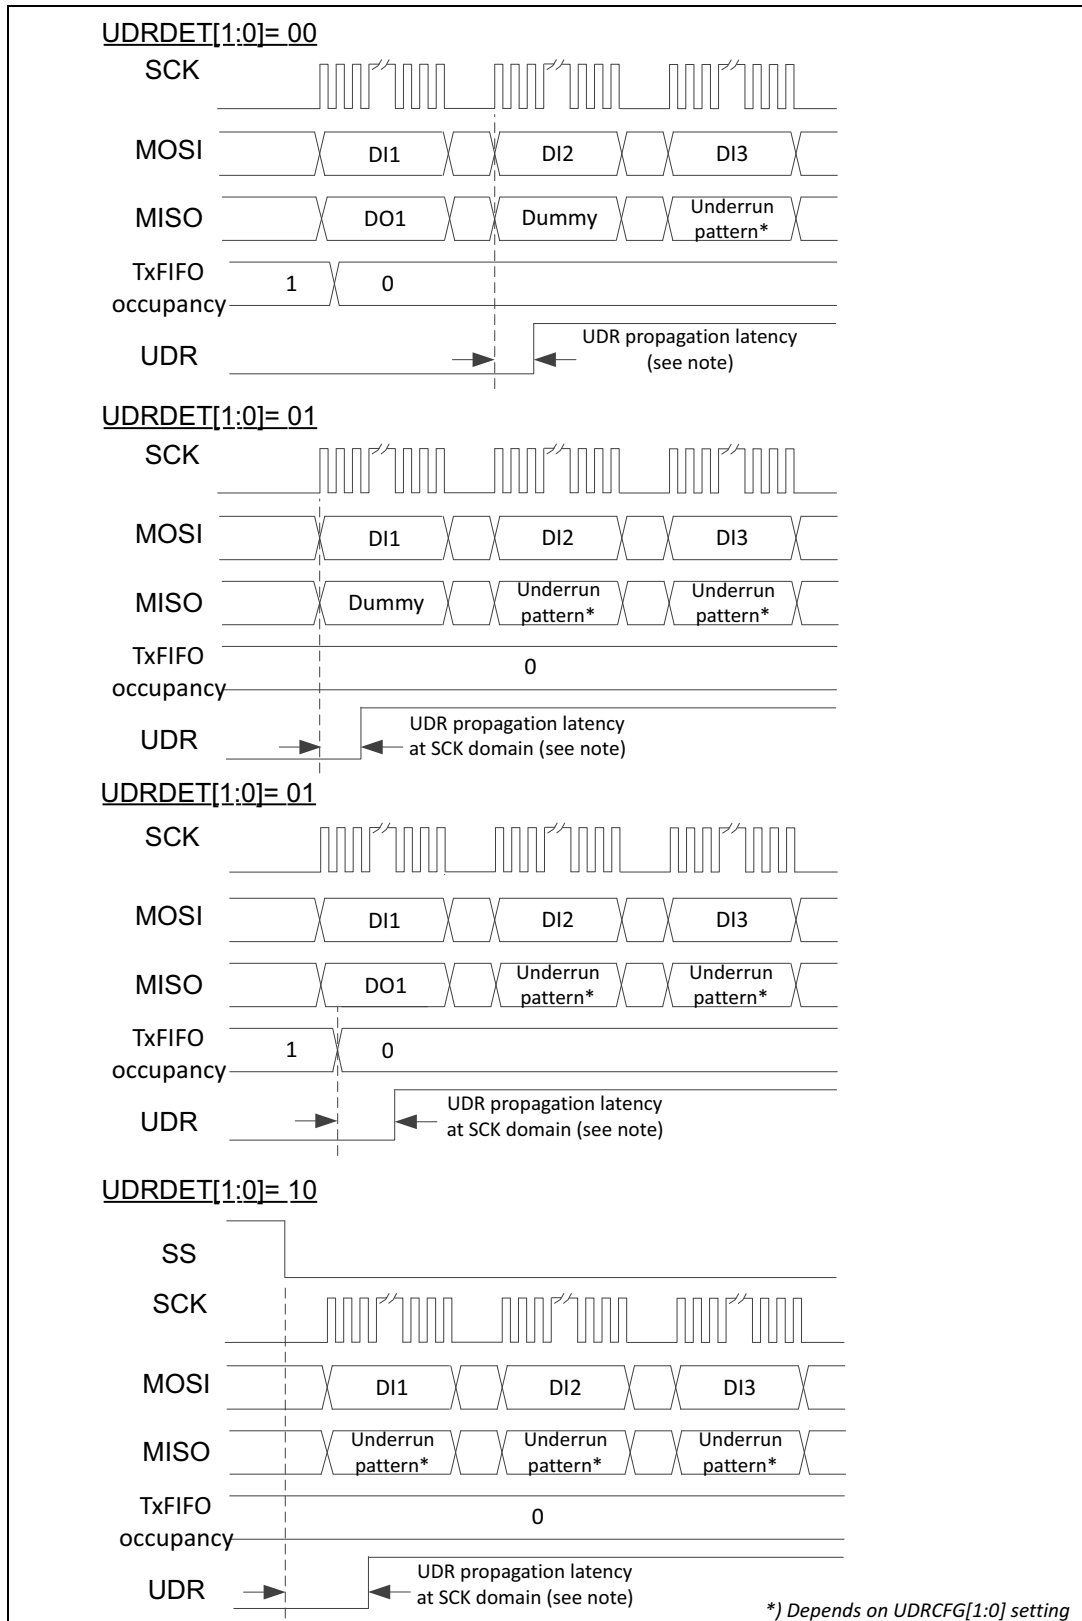 UDRDET[1:0]= 00
SCK
MOSI
DI1
DI2
DI3
MISO
DO1
Dummy
Underrun
pattern*
TxFIFO
occupancy
1
0
UDR
UDR propagation latency
(see note)
UDRDET[1:0]= 01
SCK
MOSI
DI1
DI2
DI3
MISO
Dummy
Underrun
pattern*
Underrun
pattern*
TxFIFO
occupancy
0
UDR
UDR propagation latency
at SCK domain (see note)
UDRDET[1:0]= 01
SCK
MOSI
DI1
DI2
DI3
MISO
DO1
Underrun
pattern*
Underrun
pattern*
TxFIFO
occupancy
1
0
UDR
UDR propagation latency
at SCK domain (see note)
UDRDET[1:0]= 10
SS
SCK
MOSI
DI1
DI2
DI3
MISO
Underrun
pattern*
Underrun
pattern*
Underrun
pattern*
TxFIFO
occupancy
0
UDR
UDR propagation latency
at SCK domain (see note)
*) Depends on UDRCFG[1:0] setting